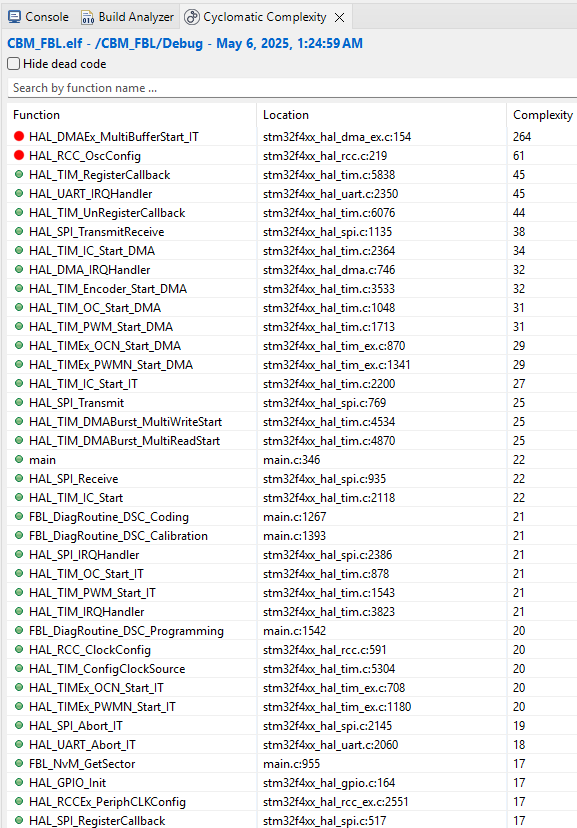 Console Build Analyzer Cyclomatic Complexity
CBM_FBL.elf - /CBM_FBL/Debug - May 6, 2025, 1:24:59 AM
Hide dead code
Search by function name ...
Function Location Complexity
HAL_DMAEx_MultiBufferStart_IT stm32f4xx_hal_dma_ex.c:154 264
HAL_RCC_OscConfig stm32f4xx_hal_rcc.c:219 61
HAL_TIM_RegisterCallback stm32f4xx_hal_tim.c:5838 45
HAL_UART_IRQHandler stm32f4xx_hal_uart.c:2350 45
HAL_TIM_UnRegisterCallback stm32f4xx_hal_tim.c:6076 44
HAL_SPI_TransmitReceive stm32f4xx_hal_spi.c:1135 38
HAL_TIM_IC_Start_DMA stm32f4xx_hal_tim.c:2364 34
HAL_DMA_IRQHandler stm32f4xx_hal_dma.c:746 32
HAL_TIM_Encoder_Start_DMA stm32f4xx_hal_tim.c:3533 32
HAL_TIM_OC_Start_DMA stm32f4xx_hal_tim.c:1048 31
HAL_TIM_PWM_Start_DMA stm32f4xx_hal_tim.c:1713 31
HAL_TIMEx_OCN_Start_DMA stm32f4xx_hal_tim_ex.c:870 29
HAL_TIMEx_PWMN_Start_DMA stm32f4xx_hal_tim_ex.c:1341 29
HAL_TIM_IC_Start_IT stm32f4xx_hal_tim.c:2200 27
HAL_SPI_Transmit stm32f4xx_hal_spi.c:769 25
HAL_TIM_DMABurst_MultiWriteStart stm32f4xx_hal_tim.c:4534 25
HAL_TIM_DMABurst_MultiReadStart stm32f4xx_hal_tim.c:4870 25
main main.c:346 22
HAL_SPI_Receive stm32f4xx_hal_spi.c:935 22
HAL_TIM_IC_Start stm32f4xx_hal_tim.c:2118 22
FBL_DiagRoutine_DSC_Coding main.c:1267 21
FBL_DiagRoutine_DSC_Calibration main.c:1393 21
HAL_SPI_IRQHandler stm32f4xx_hal_spi.c:2386 21
HAL_TIM_OC_Start_IT stm32f4xx_hal_tim.c:878 21
HAL_TIM_PWM_Start_IT stm32f4xx_hal_tim.c:1543 21
HAL_TIM_IRQHandler stm32f4xx_hal_tim.c:3823 21
FBL_DiagRoutine_DSC_Programming main.c:1542 20
HAL_RCC_ClockConfig stm32f4xx_hal_rcc.c:591 20
HAL_TIM_ConfigClockSource stm32f4xx_hal_tim.c:5304 20
HAL_TIMEx_OCN_Start_IT stm32f4xx_hal_tim_ex.c:708 20
HAL_TIMEx_PWMN_Start_IT stm32f4xx_hal_tim_ex.c:1180 20
HAL_SPI_Abort_IT stm32f4xx_hal_spi.c:2145 19
HAL_UART_Abort_IT stm32f4xx_hal_uart.c:2060 18
FBL_NvM_GetSector main.c:955 17
HAL_GPIO_Init stm32f4xx_hal_gpio.c:164 17
HAL_RCCEx_PeriphCLKConfig stm32f4xx_hal_rcc_ex.c:2551 17
HAL_SPI_RegisterCallback stm32f4xx_hal_spi.c:517 17